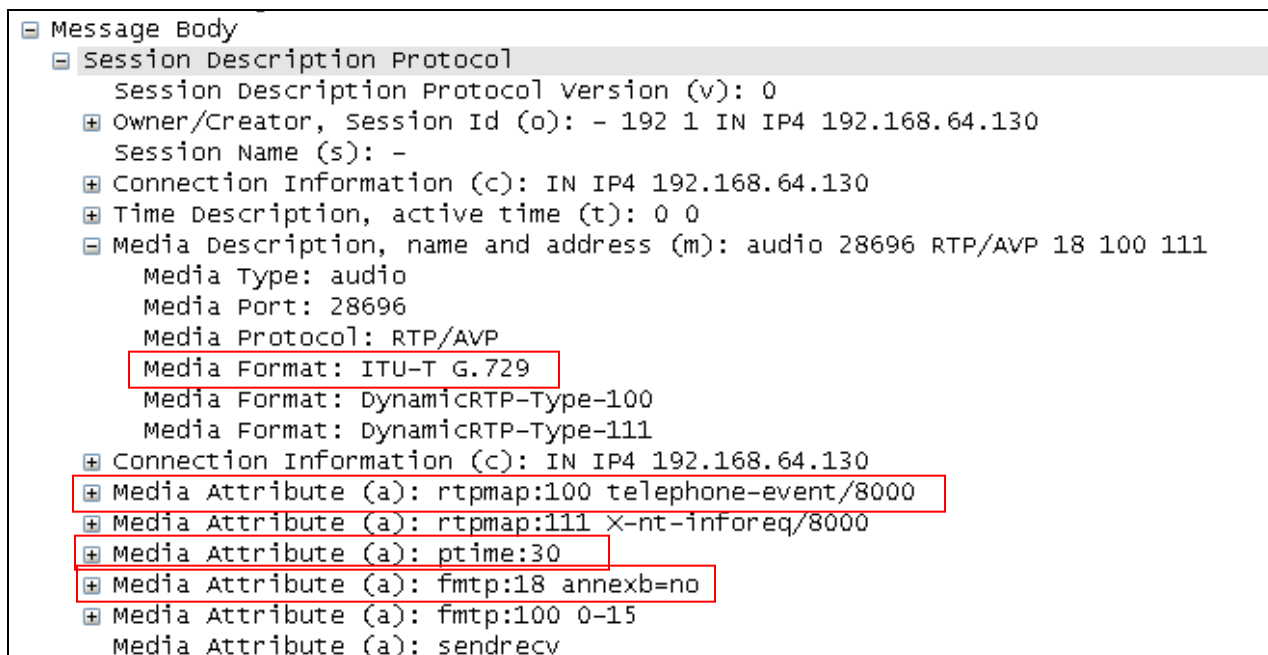 Message Body
Session Description Protocol
Session Description Protocol Version (v): 0
Owner/Creator, Session Id (o): - 192 1 IN IP4 192.168.64.130
Session Name (s): -
Connection Information (c): IN IP4 192.168.64.130
Time Description, active time (t): 0 0
Media Description, name and address (m): audio 28696 RTP/AVP 18 100 111
Media Type: audio
Media Port: 28696
Media Protocol: RTP/AVP
Media Format: ITU-T G.729
Media Format: DynamicRTP-Type-100
Media Format: DynamicRTP-Type-111
Connection Information (c): IN IP4 192.168.64.130
Media Attribute (a): rtpmap:100 telephone-event/8000
Media Attribute (a): rtpmap:111 X-nt-inforeq/8000
Media Attribute (a): ptime:30
Media Attribute (a): fmtp:18 annexb=no
Media Attribute (a): fmtp:100 0-15
Media Attribute (a): sendrecv